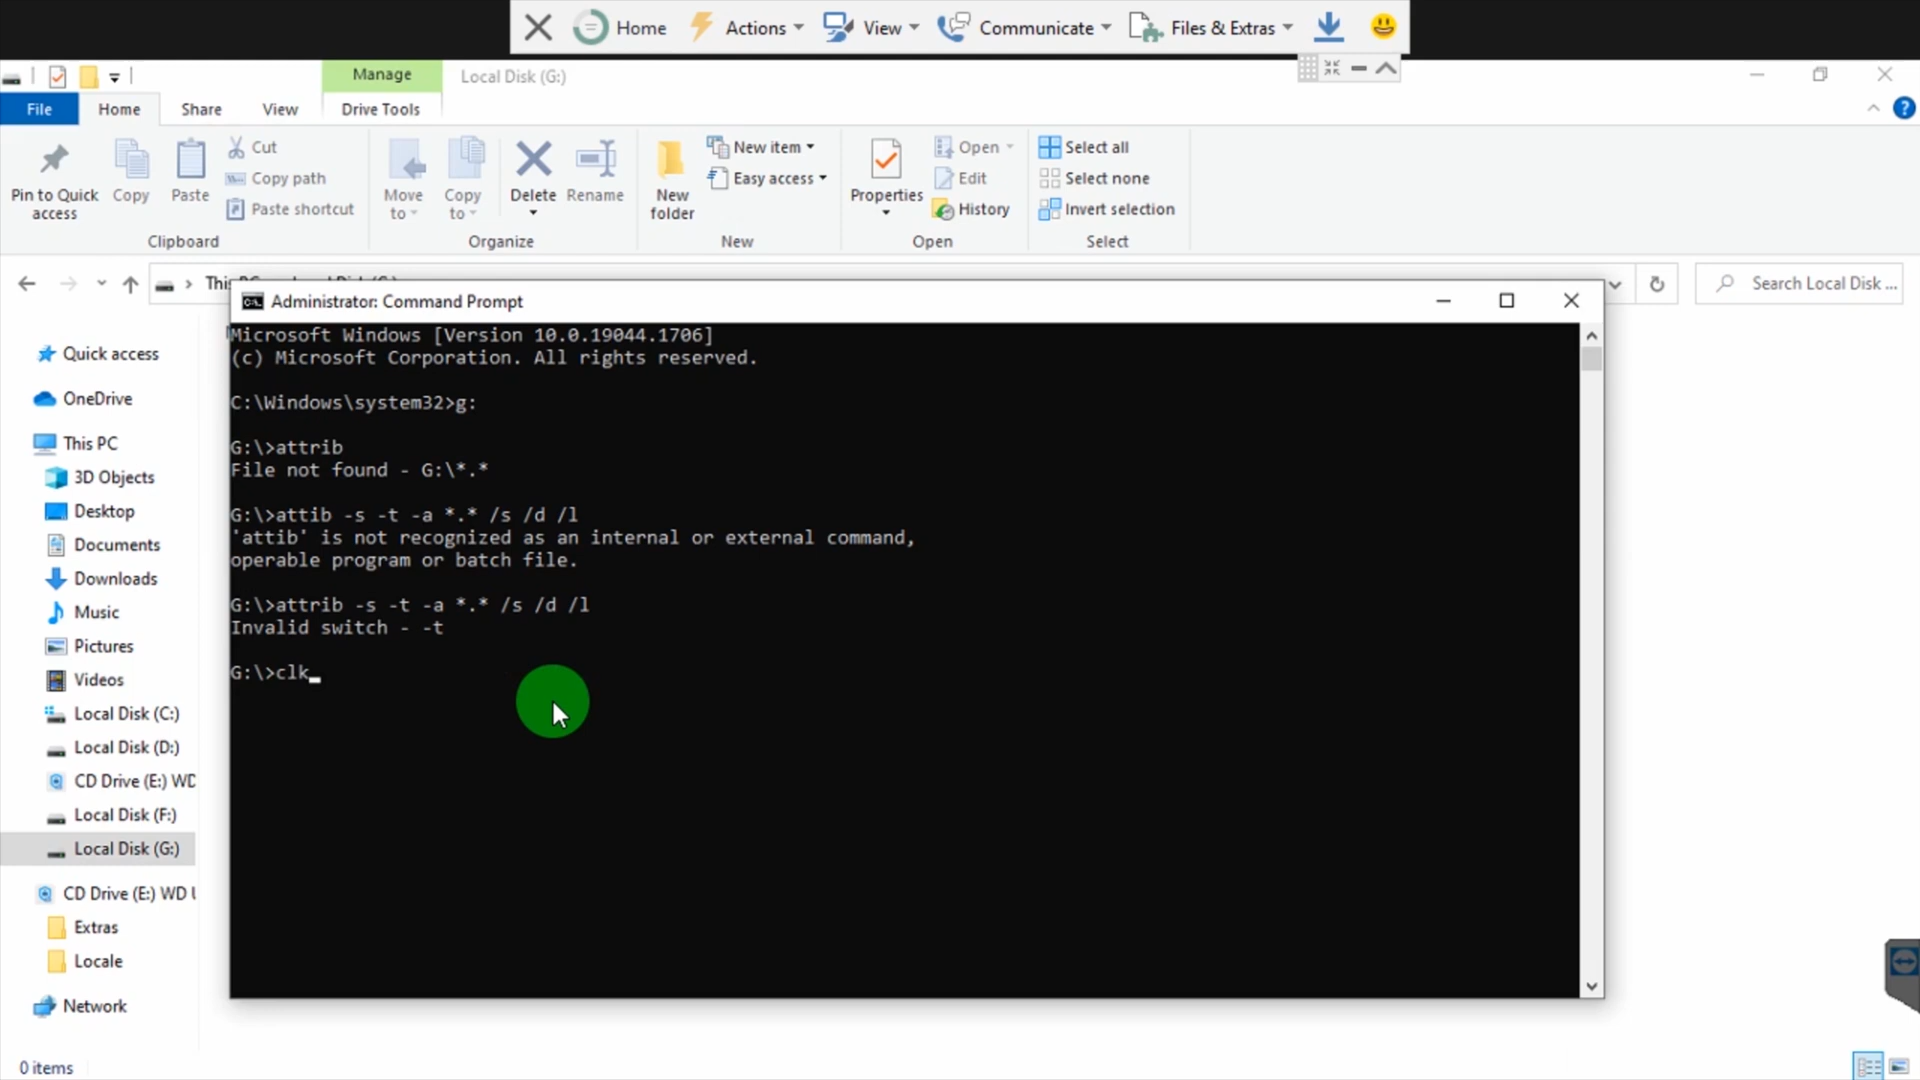 Home
Actions
View
Communicate
Files & Extras
Manage
Local Disk (G:)
File
Home
Share
View
Drive Tools
Pin to Quick access
Copy
Paste
Cut
Copy path
Paste shortcut
Clipboard
Move to
Copy to
Delete
Rename
Organize
New folder
New item
Easy access
New
Properties
Open
Edit
History
Open
Select all
Select none
Invert selection
Select
Search Local Disk ...
Administrator: Command Prompt
Microsoft Windows [Version 10.0.19044.1706]
(c) Microsoft Corporation. All rights reserved.
C:\Windows\system32>g:
G:\>attrib
File not found - G:\*.*
G:\>attib -s -t -a *.* /s /d /l
'attib' is not recognized as an internal or external command,
operable program or batch file.
G:\>attrib -s -t -a *.* /s /d /l
Invalid switch - -t
G:\>clk_
Quick access
OneDrive
This PC
3D Objects
Desktop
Documents
Downloads
Music
Pictures
Videos
Local Disk (C:)
Local Disk (D:)
CD Drive (E:) WD
Local Disk (F:)
Local Disk (G:)
CD Drive (E:) WD U
Extras
Locale
Network
0 items